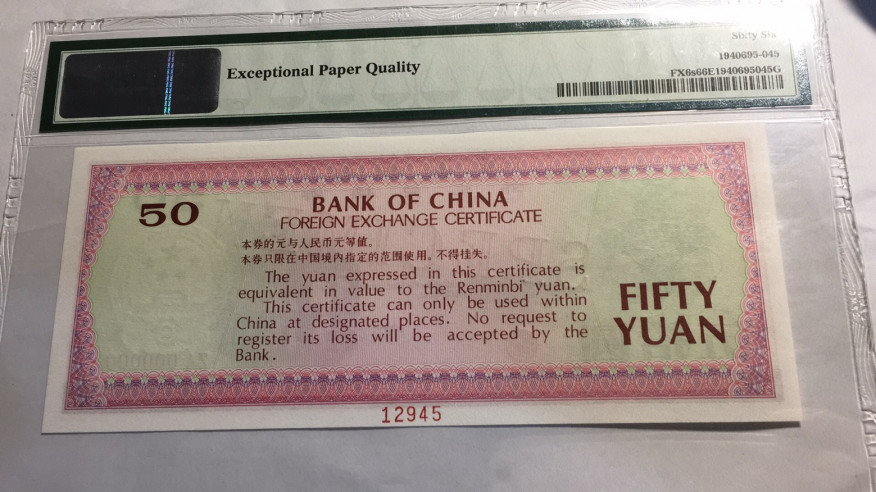 Exceptional Paper Quality
Sixty Six
1940695-045
FX6s66E1940695045G
50
BANK OF CHINA
FOREIGN EXCHANGE CERTIFICATE
本券的元与人民币元等值。
本券只限在中国境内指定的范围使用。不得挂失。
The yuan expressed in this certificate is
equivalent in value to the Renminbi yuan.
This certificate can only be used within
China at designated places. No request to
register its loss will be accepted by the
Bank.
FIFTY
YUAN
12945